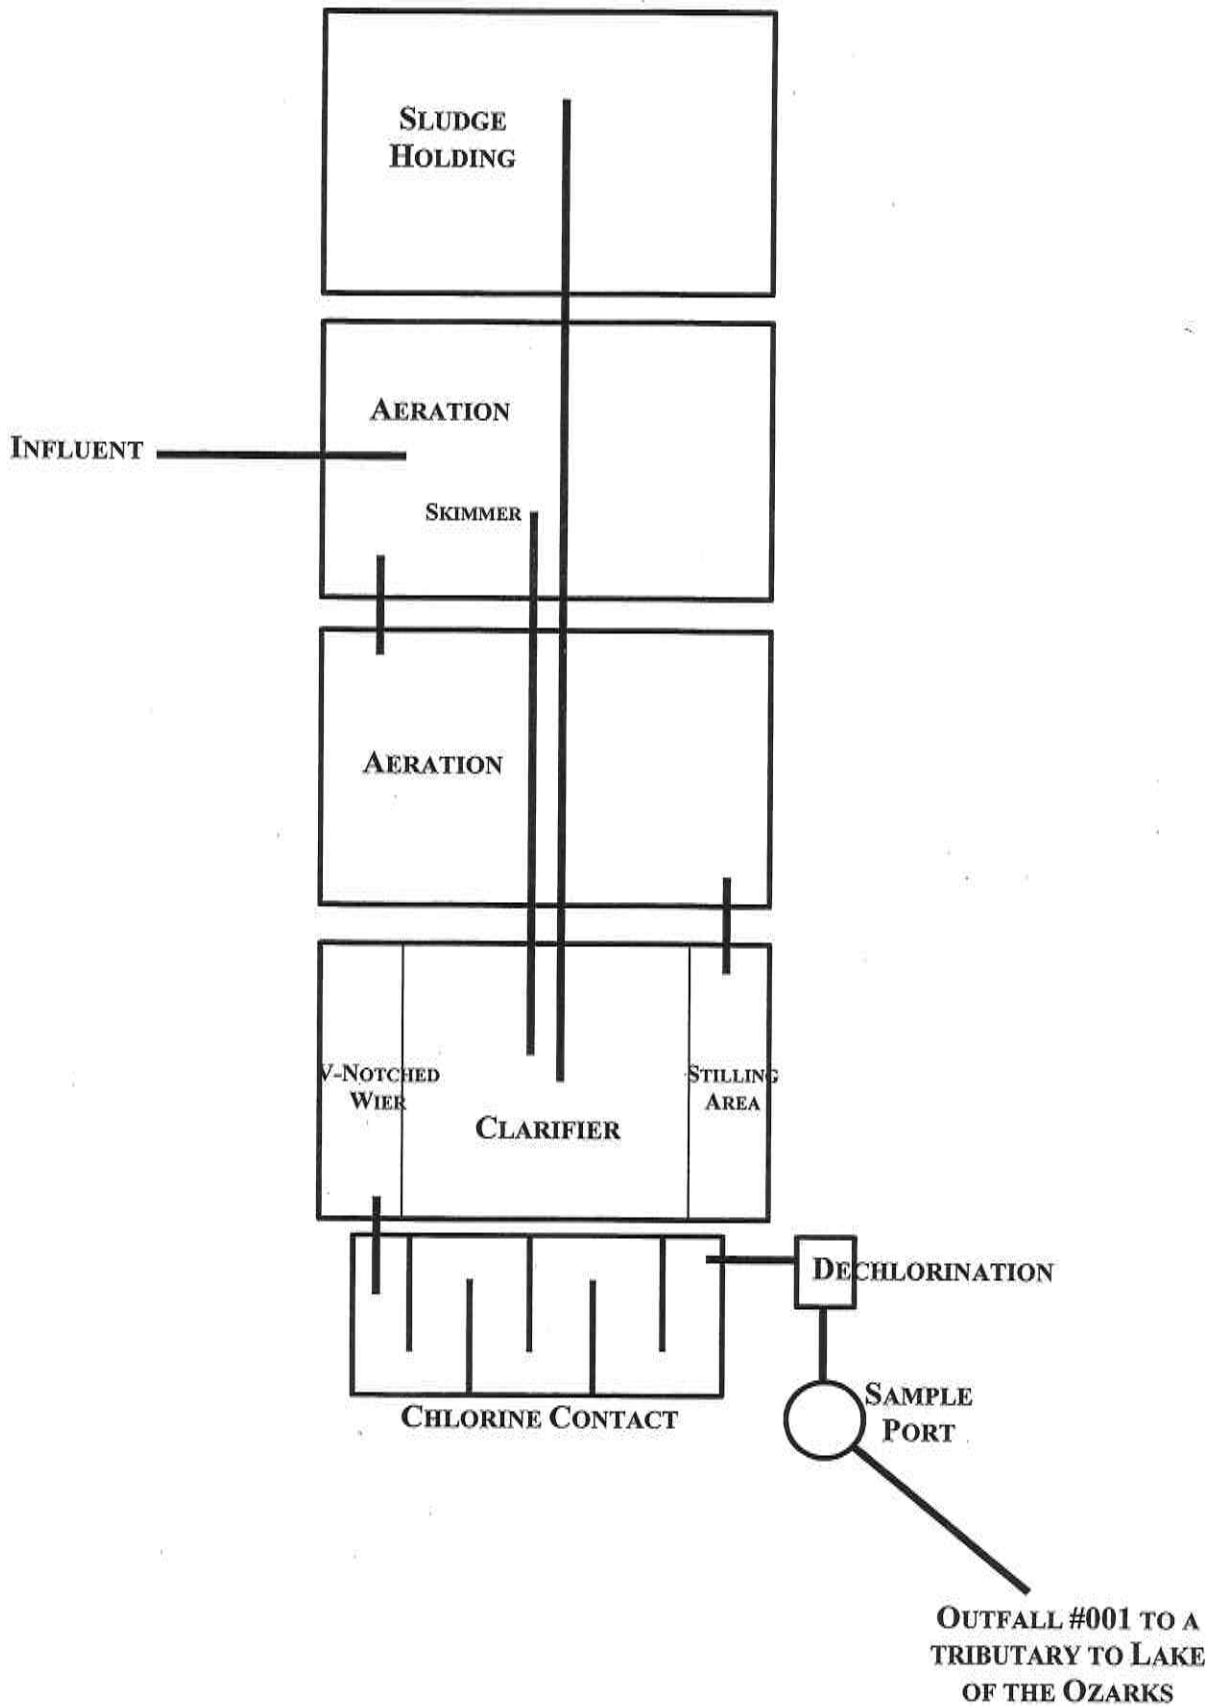 SLUDGE
HOLDING
AERATION
INFLUENT
SKIMMER
AERATION
V-NOTCHED
WIER
STILLING
AREA
CLARIFIER
DECHLORINATION
CHLORINE CONTACT
SAMPLE
PORT
OUTFALL #001 TO A
TRIBUTARY TO LAKE
OF THE OZARKS